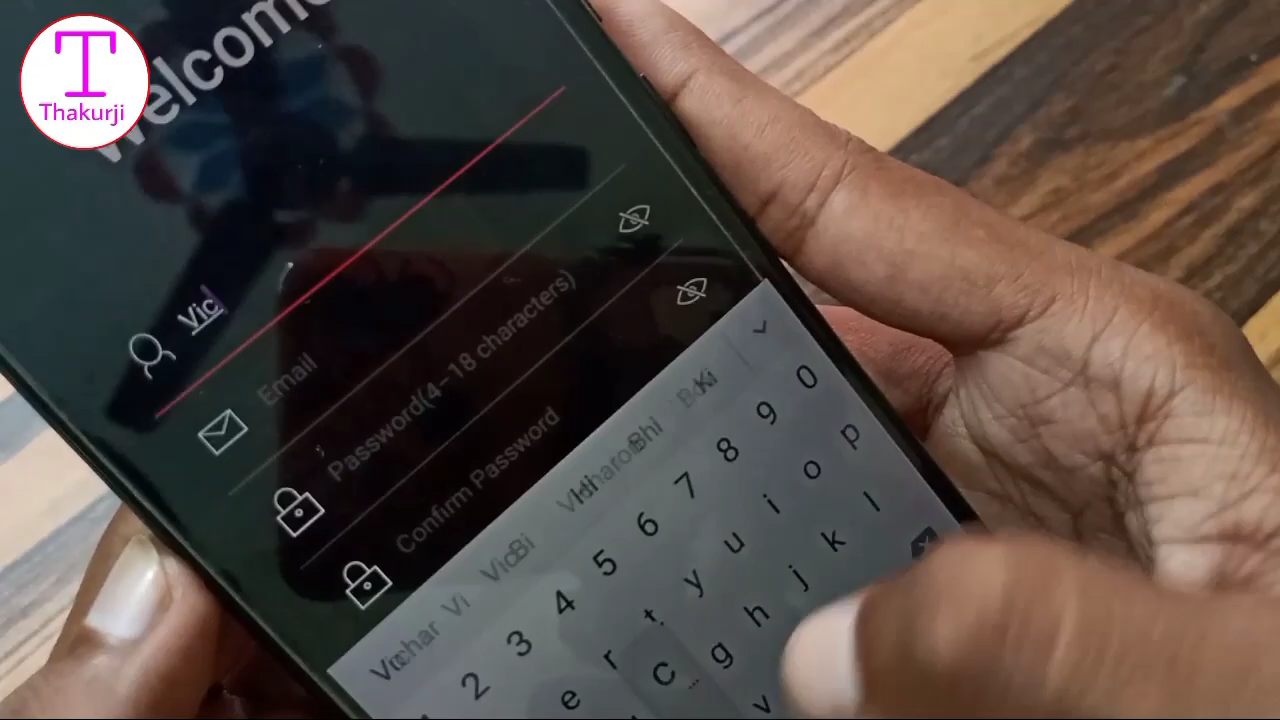 T
Thakurji
Welcome
Vic
Email
Password(4-18 characters)
Confirm Password
Vi
2 3 4 5 6 7 8 9 0
e r t y u i o p
g h j k l
c v